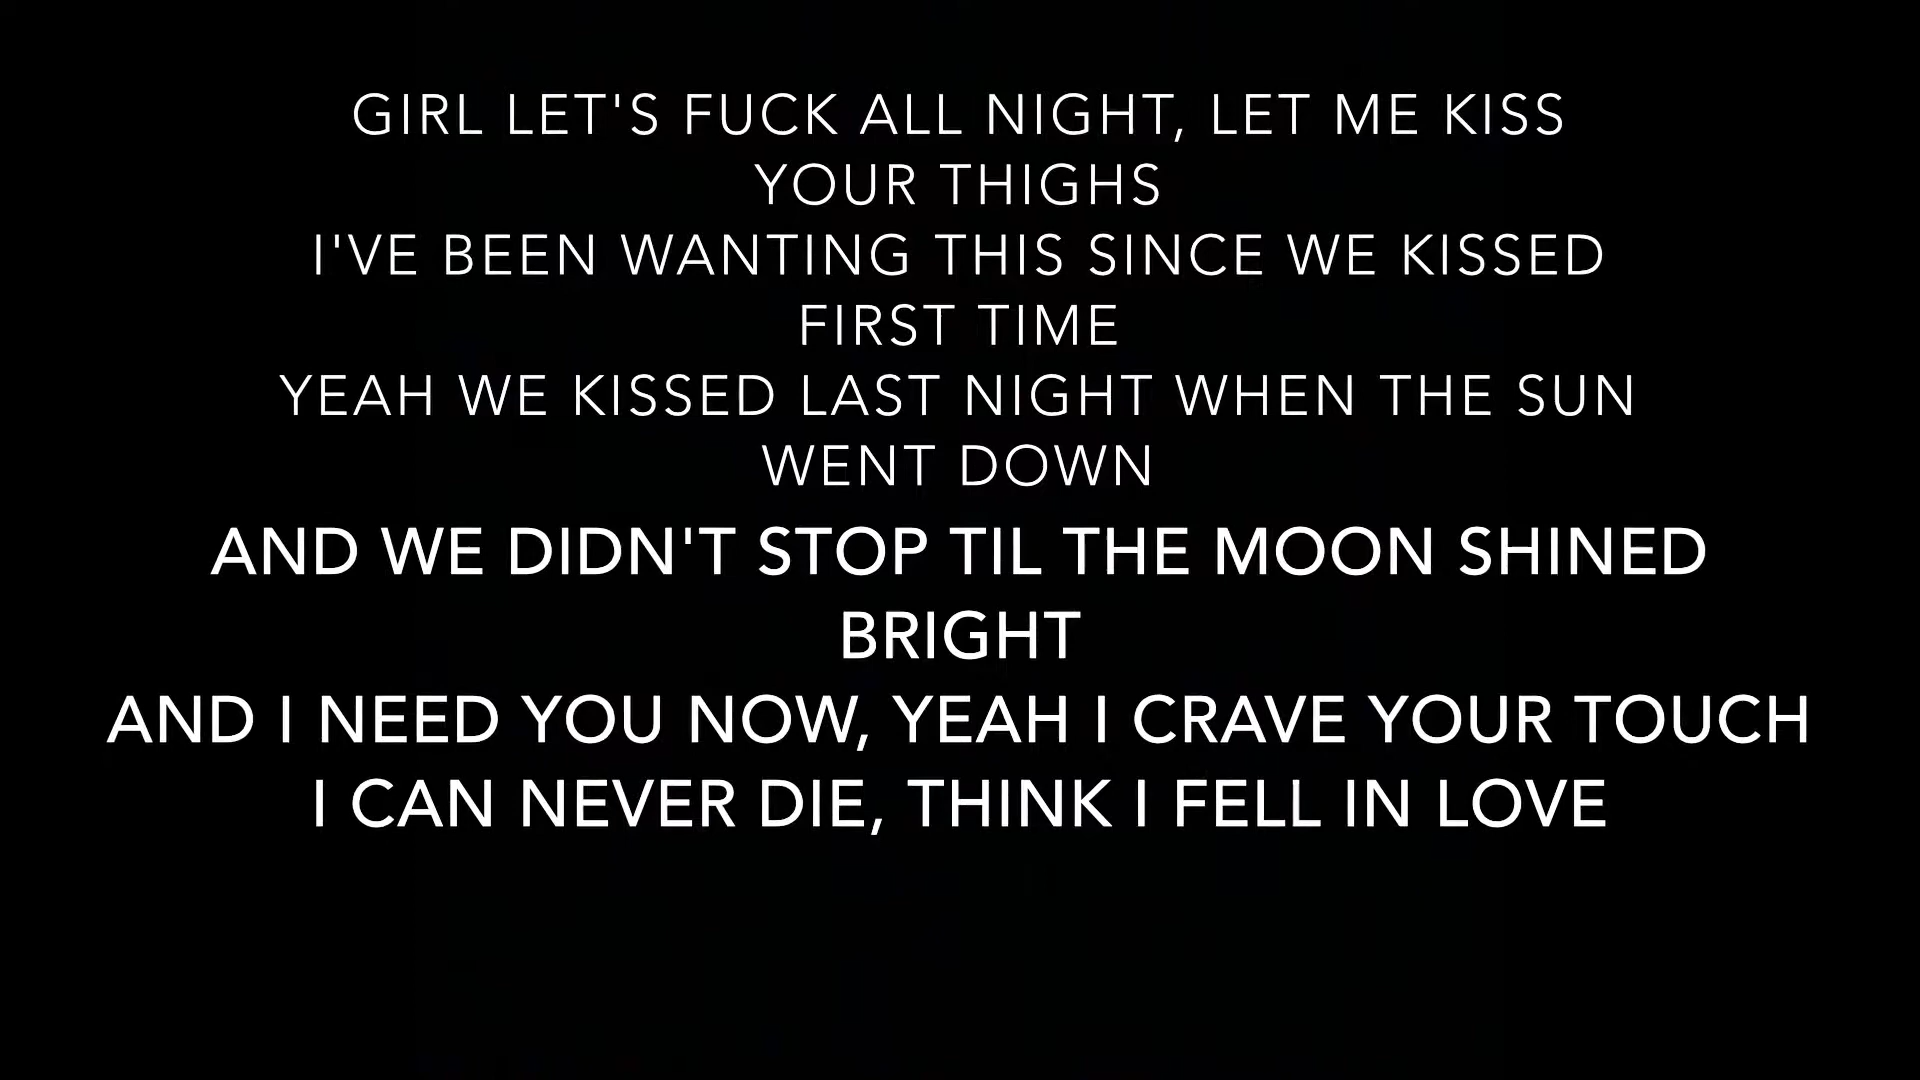 GIRL LET'S FUCK ALL NIGHT, LET ME KISS
YOUR THIGHS
I'VE BEEN WANTING THIS SINCE WE KISSED
FIRST TIME
YEAH WE KISSED LAST NIGHT WHEN THE SUN
WENT DOWN
AND WE DIDN'T STOP TIL THE MOON SHINED
BRIGHT
AND I NEED YOU NOW, YEAH I CRAVE YOUR TOUCH
I CAN NEVER DIE, THINK I FELL IN LOVE